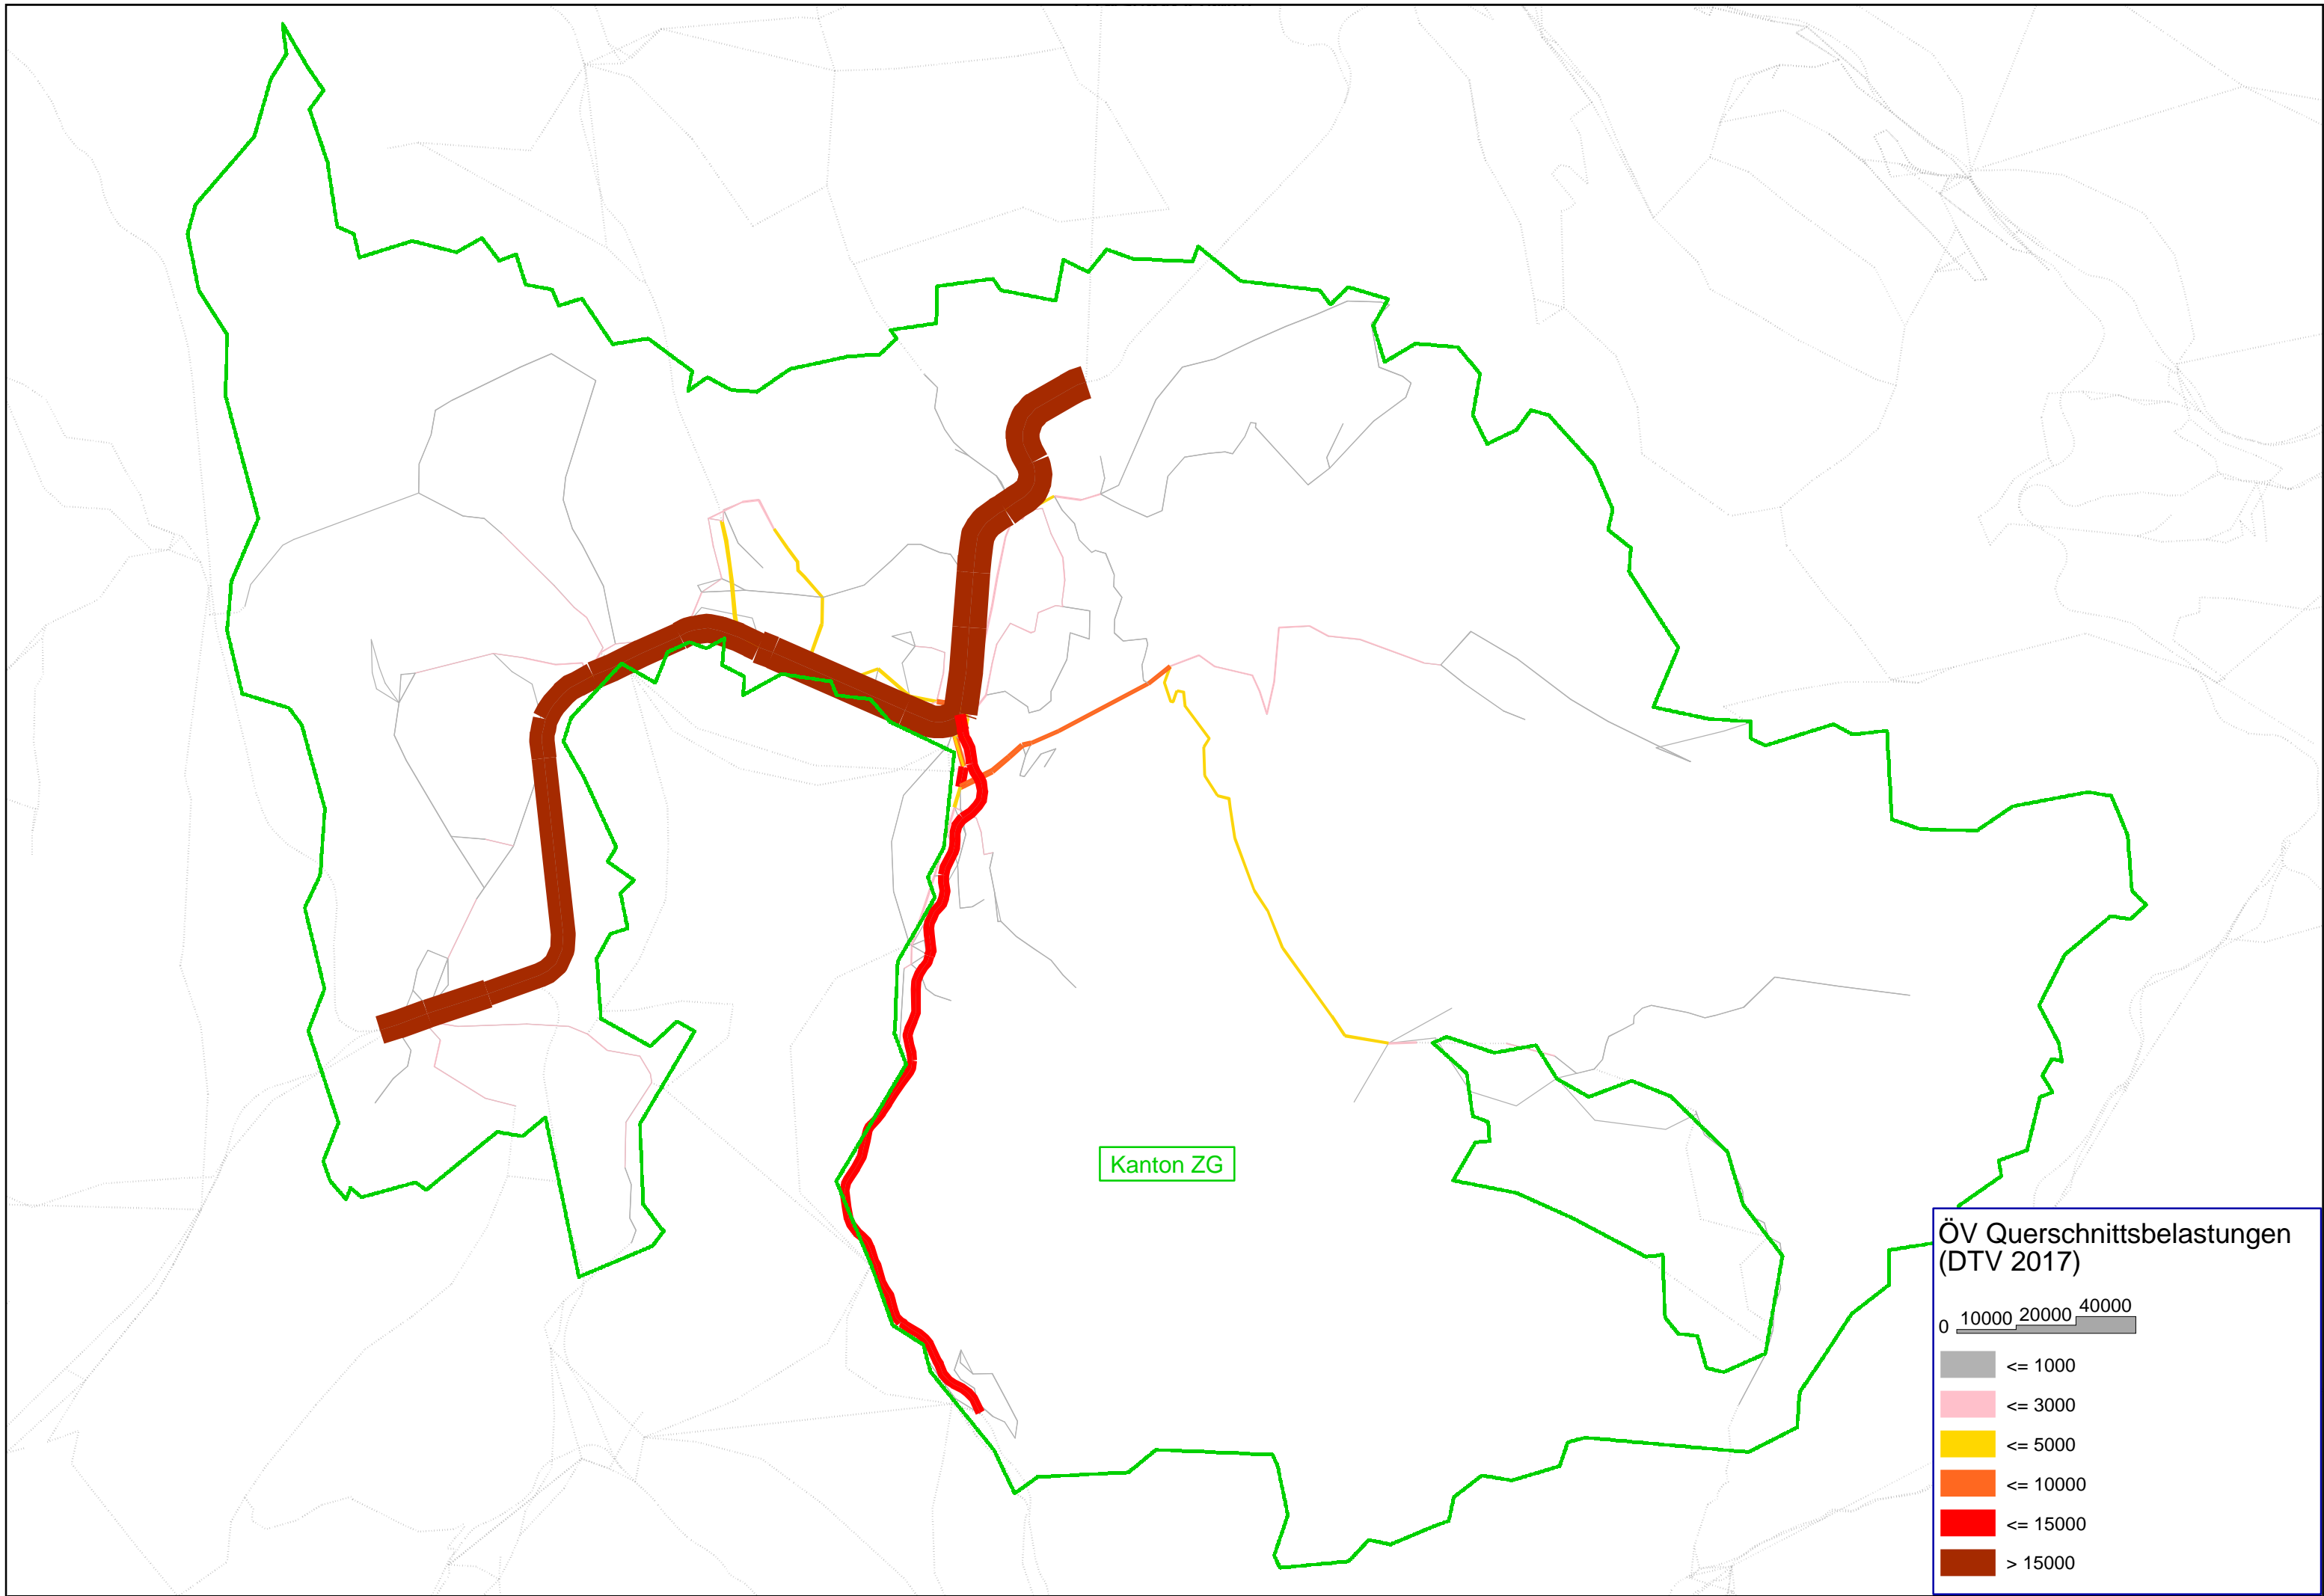 Kanton ZG
ÖV Querschnittsbelastungen
(DTV 2017)
0 10000 20000 40000
<= 1000
<= 3000
<= 5000
<= 10000
<= 15000
> 15000